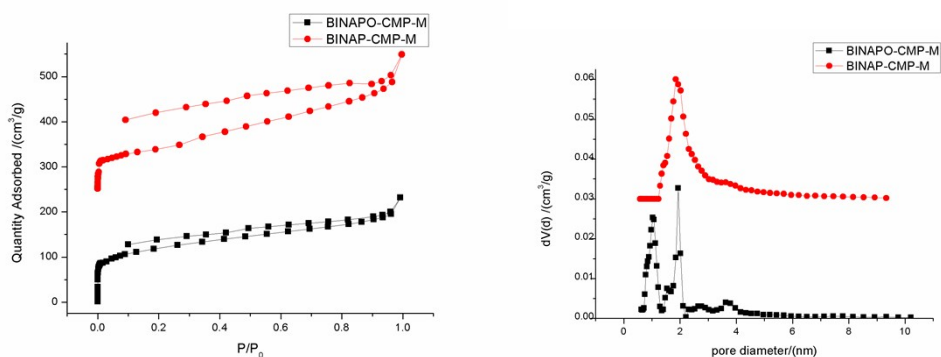 BINAPO-CMP-M
BINAP-CMP-M
Quantity Adsorbed /(cm³/g)
500
400
300
200
100
0
0.0 0.2 0.4 0.6 0.8 1.0
P/P₀
BINAPO-CMP-M
BINAP-CMP-M
dV(d) /(cm³/g)
0.06
0.05
0.04
0.03
0.02
0.01
0.00
0 2 4 6 8 10
pore diameter/(nm)